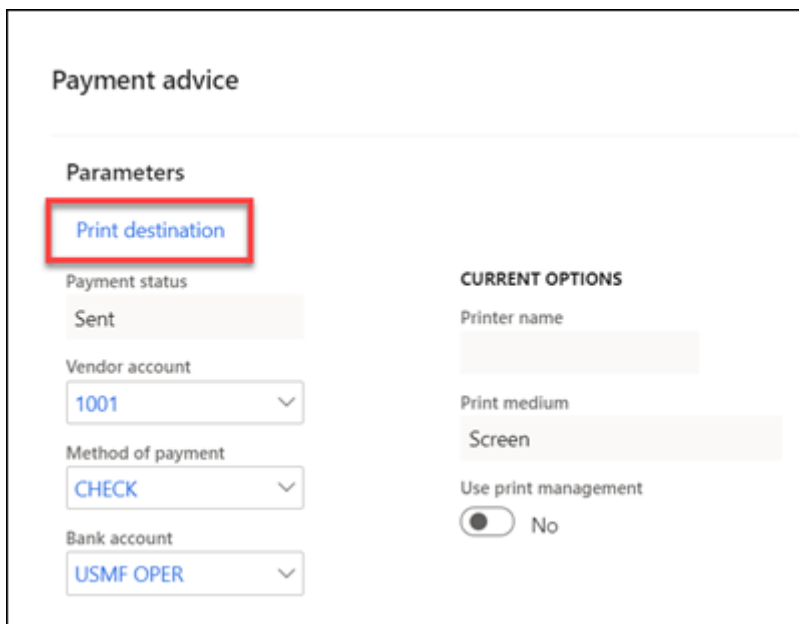 Payment advice
Parameters
Print destination
Payment status
Sent
Vendor account
1001
Method of payment
CHECK
Bank account
USMF OPER
CURRENT OPTIONS
Printer name
Print medium
Screen
Use print management
No